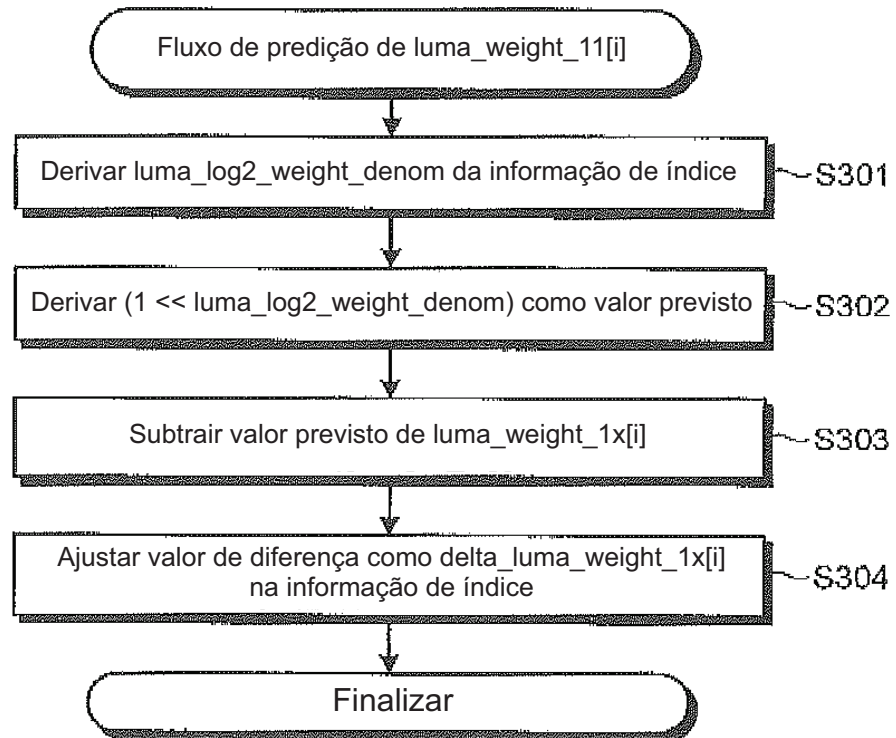 Fluxo de predição de luma_weight_11[i]
Derivar luma_log2_weight_denom da informação de índice
S301
Derivar (1 << luma_log2_weight_denom) como valor previsto
S302
Subtrair valor previsto de luma_weight_1x[i]
S303
Ajustar valor de diferença como delta_luma_weight_1x[i]
na informação de índice
S304
Finalizar